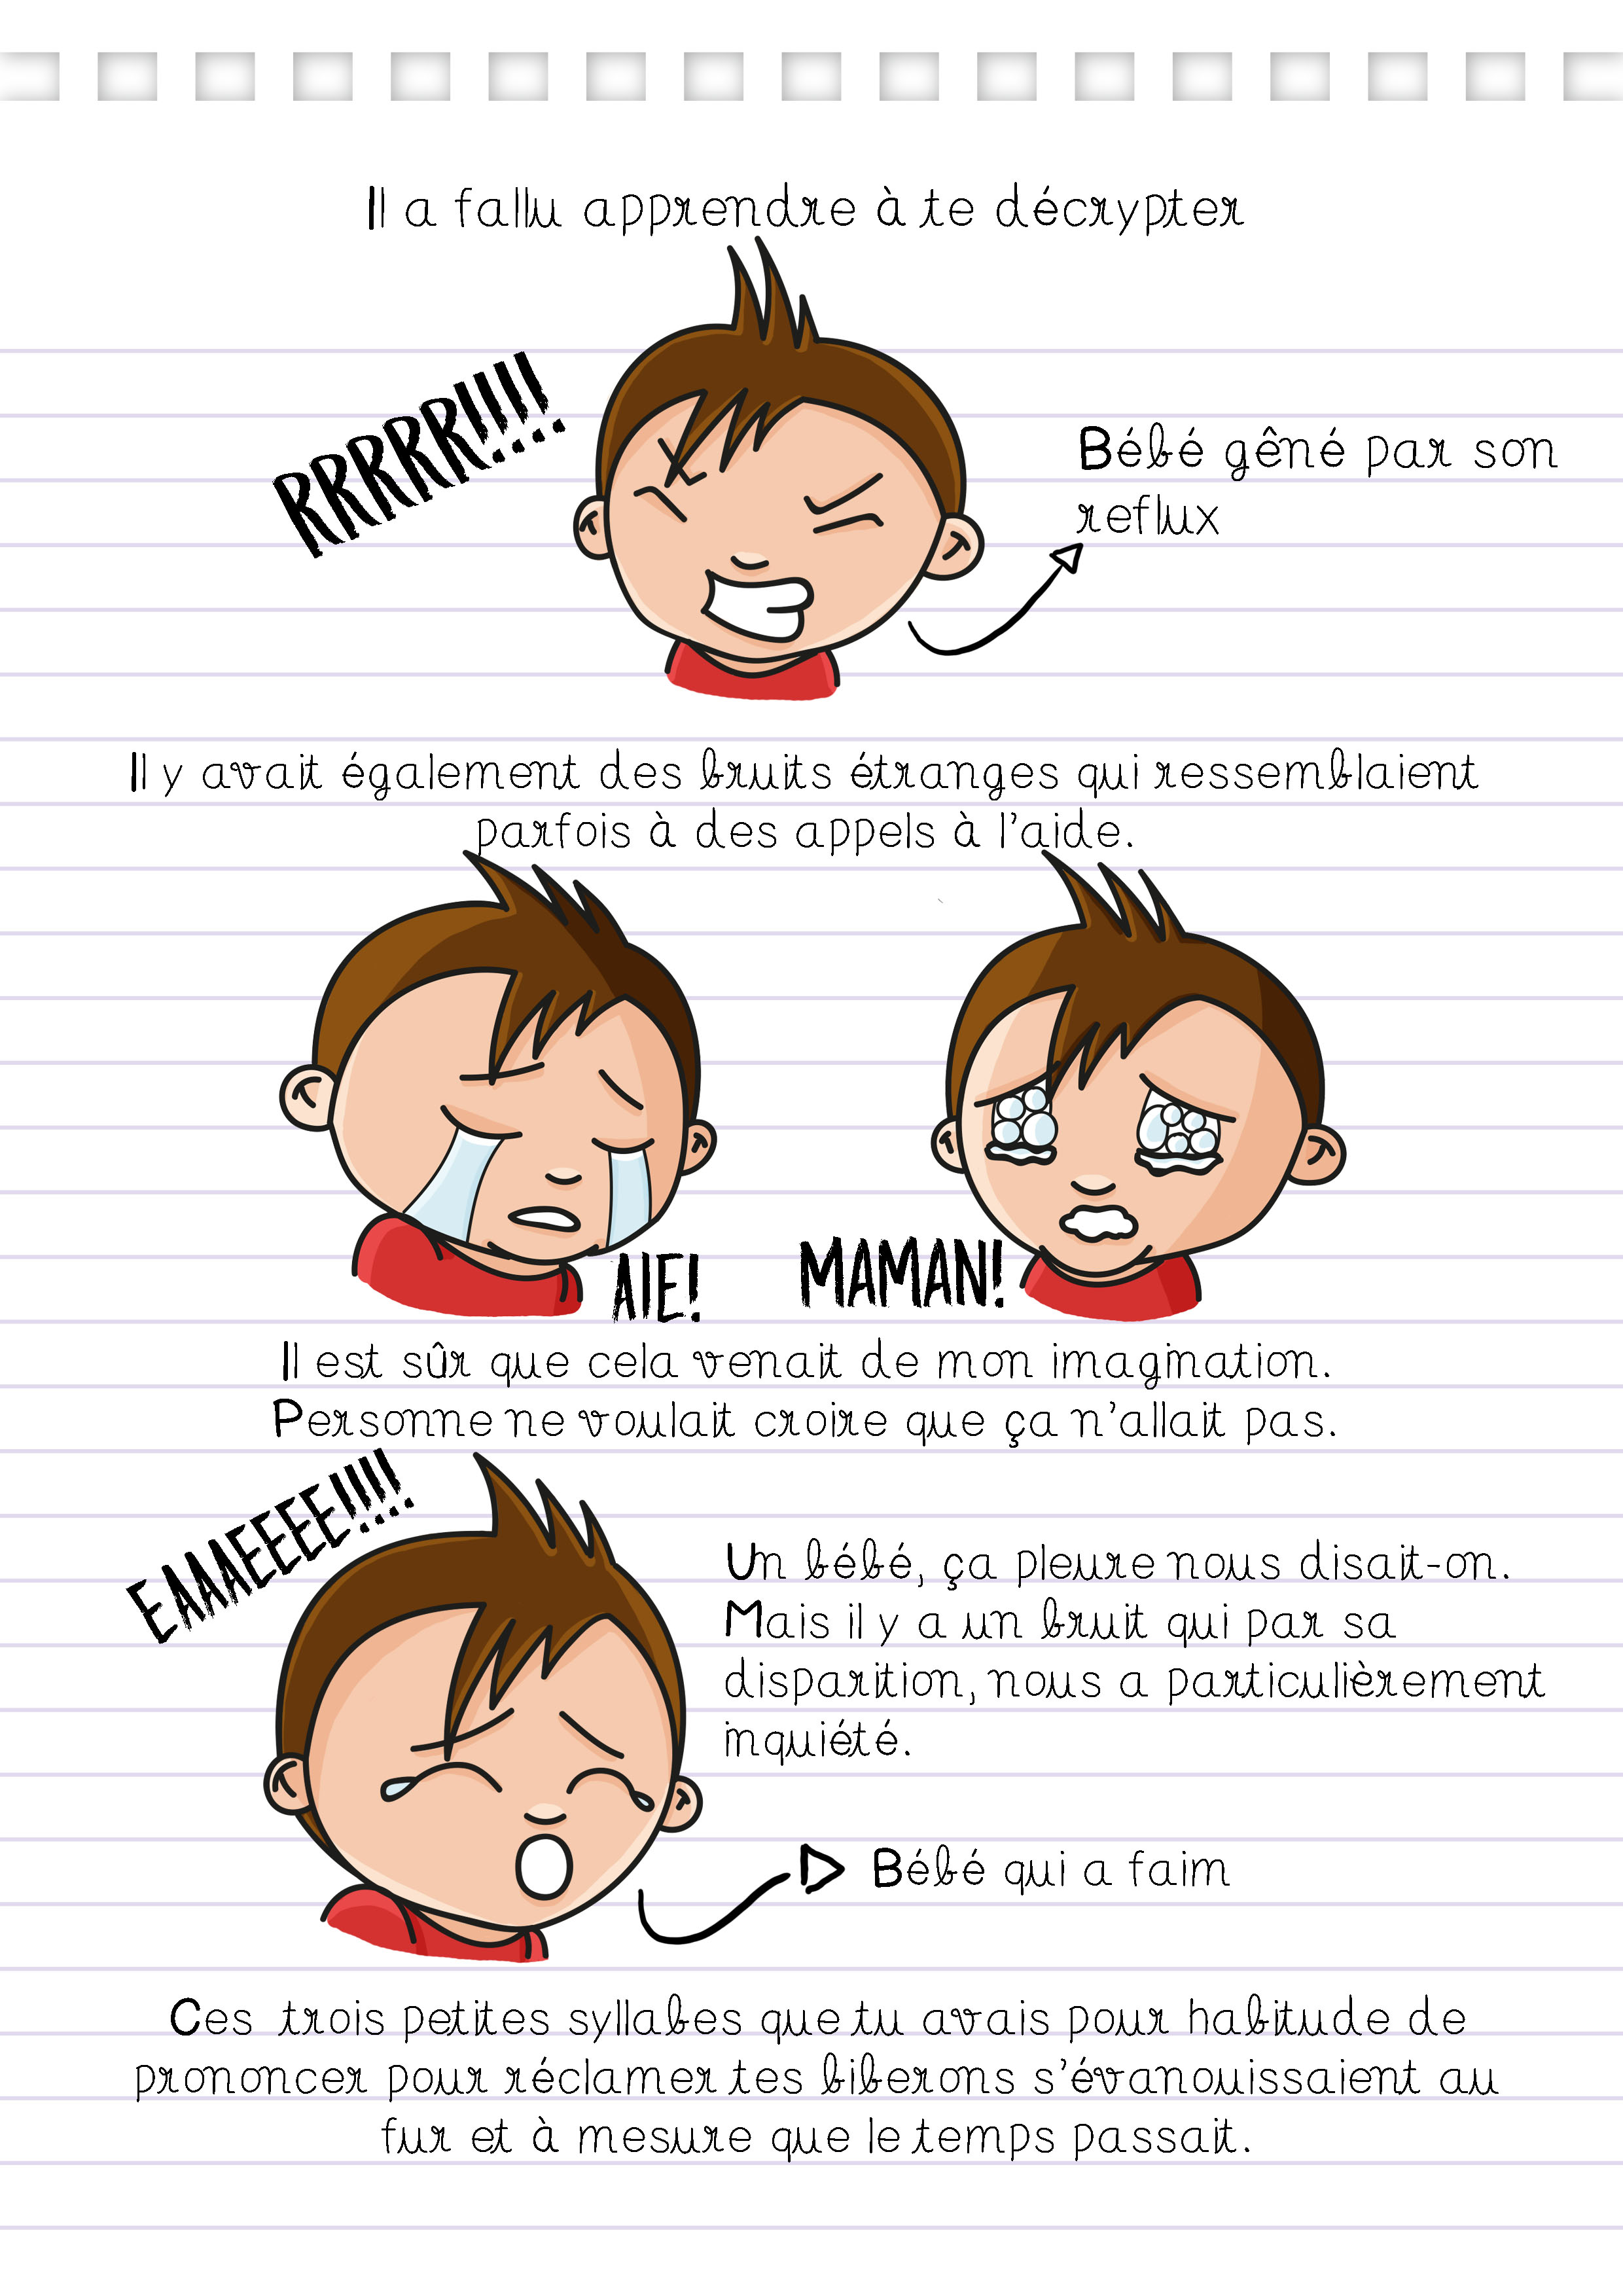 Il a fallu apprendre à te décrypter
RRRRR!!!!
Bébé gêné par son
reflux
Il y avait également des bruits étranges qui ressemblaient
parfois à des appels à l'aide.
AIE!
MAMAN!
Il est sûr que cela venait de mon imagination.
Personne ne voulait croire que ça n'allait pas.
EAAAEEEE!!!!
Un bébé, ça pleure nous disait-on.
Mais il y a un bruit qui par sa
disparition, nous a particulièrement
inquiété.
Bébé qui a faim
Ces trois petites syllabes que tu avais pour habitude de
prononcer pour réclamer tes biberons s'évanouissaient au
fur et à mesure que le temps passait.